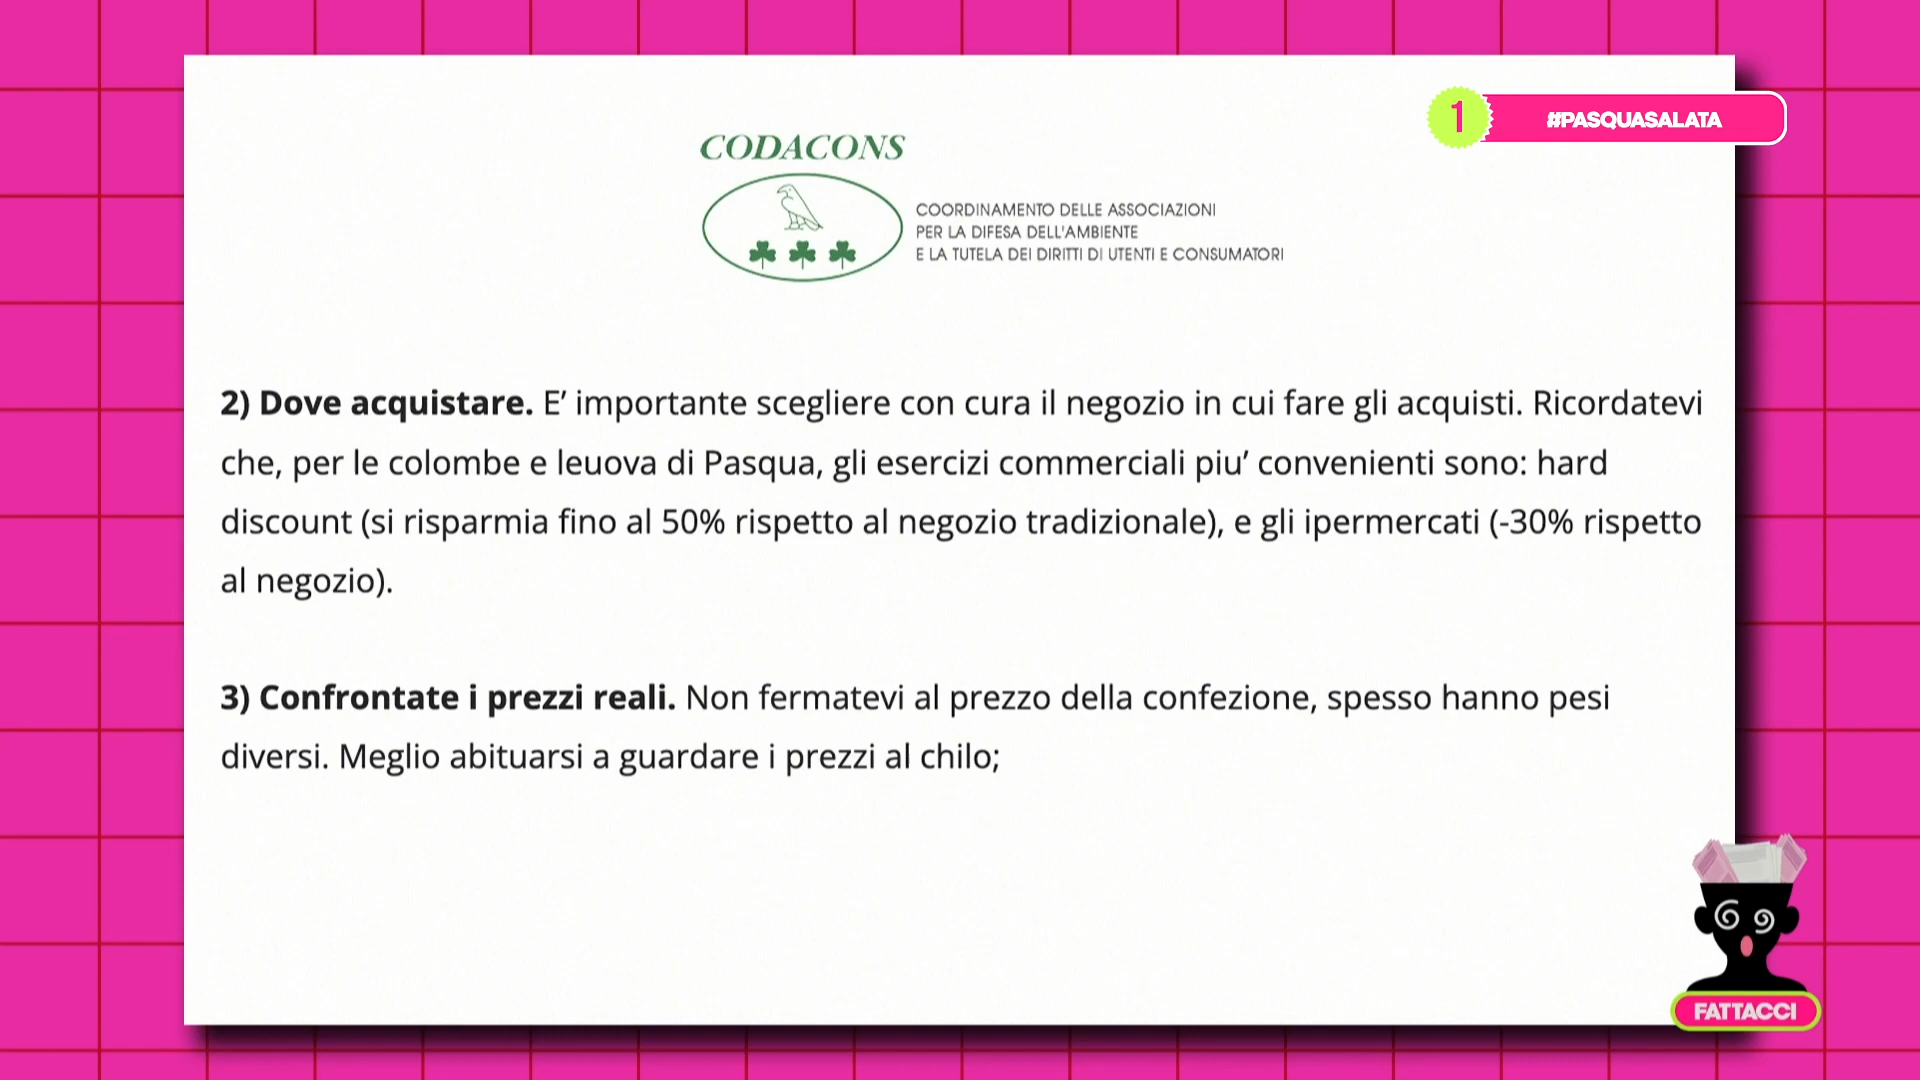 1
#PASQUASALATA
CODACONS
COORDINAMENTO DELLE ASSOCIAZIONI
PER LA DIFESA DELL'AMBIENTE
E LA TUTELA DEI DIRITTI DI UTENTI E CONSUMATORI
2) Dove acquistare. E’ importante scegliere con cura il negozio in cui fare gli acquisti. Ricordatevi
che, per le colombe e leuova di Pasqua, gli esercizi commerciali piu’ convenienti sono: hard
discount (si risparmia fino al 50% rispetto al negozio tradizionale), e gli ipermercati (-30% rispetto
al negozio).
3) Confrontate i prezzi reali. Non fermatevi al prezzo della confezione, spesso hanno pesi
diversi. Meglio abituarsi a guardare i prezzi al chilo;
FATTACCI